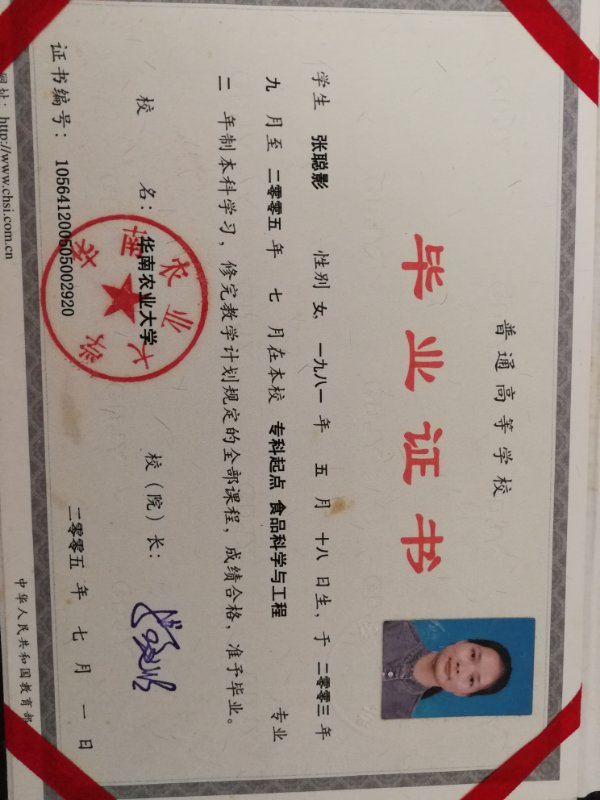 普通高等学校
毕业证书
学生 张聪影 性别 女, 一九八一 年 五 月 十八 日生, 于 二零零三 年
九 月至 二零零五 年 七 月在本校 专科起点 食品科学与工程 专业
二 年制本科学习, 修完教学计划规定的全部课程, 成绩合格, 准予毕业。
校 名: 华南农业大学 校(院)长:
华南农业大学
证书编号: 105641200505002920 二零零五 年 七 月 一 日
网址: http://www.chsi.com.cn 中华人民共和国教育部